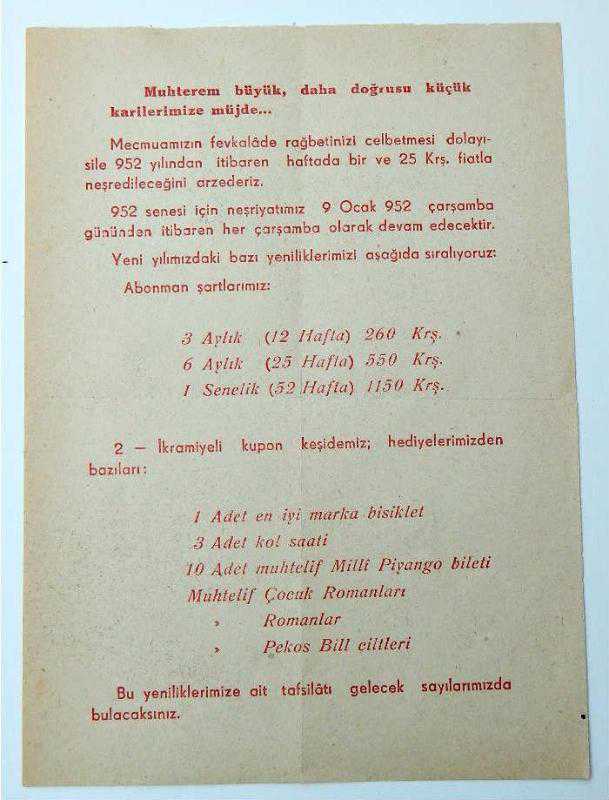 Muhterem büyük, daha doğrusu küçük
karilerimize müjde...
Mecmuamızın fevkalâde rağbetinizi celbetmesi dolayı-
sile 952 yılından itibaren haftada bir ve 25 Krş. fiatla
neşredileceğini arzederiz.
952 senesi için neşriyatımız 9 Ocak 952 çarşamba
gününden itibaren her çarşamba olarak devam edecektir.
Yeni yılımızdaki bazı yeniliklerimizi aşağıda sıralıyoruz:
Abonman şartlarımız:
3 Aylık (12 Hafta) 260 Krş.
6 Aylık (25 Hafta) 550 Krş.
1 Senelik (52 Hafta) 1150 Krş.
2 — İkramiyeli kupon keşidemiz; hediyelerimizden
bazıları:
1 Adet en iyi marka bisiklet
3 Adet kol saati
10 Adet muhtelif Millî Piyango bileti
Muhtelif Çocuk Romanları
» Romanlar
» Pekos Bill ciltleri
Bu yeniliklerimize ait tafsilâtı gelecek sayılarımızda
bulacaksınız.